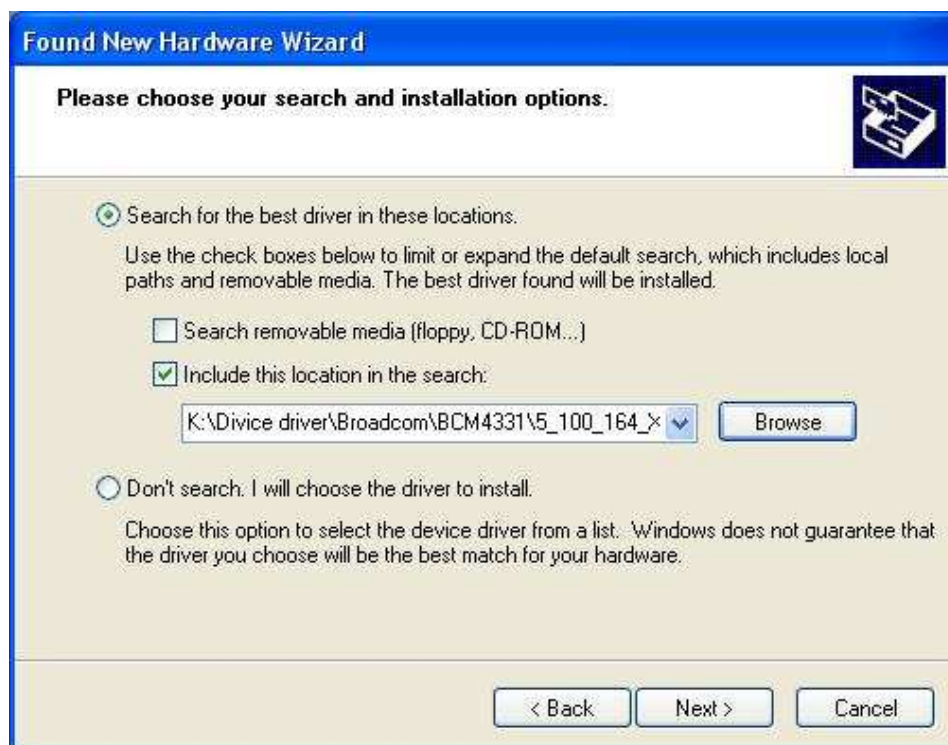 Found New Hardware Wizard
Please choose your search and installation options.
Search for the best driver in these locations.
Use the check boxes below to limit or expand the default search, which includes local
paths and removable media. The best driver found will be installed.
Search removable media (floppy, CD-ROM...)
Include this location in the search:
K:\Divice driver\Broadcom\BCM4331\5_100_164_X
Browse
Don't search. I will choose the driver to install.
Choose this option to select the device driver from a list. Windows does not guarantee that
the driver you choose will be the best match for your hardware.
< Back Next > Cancel